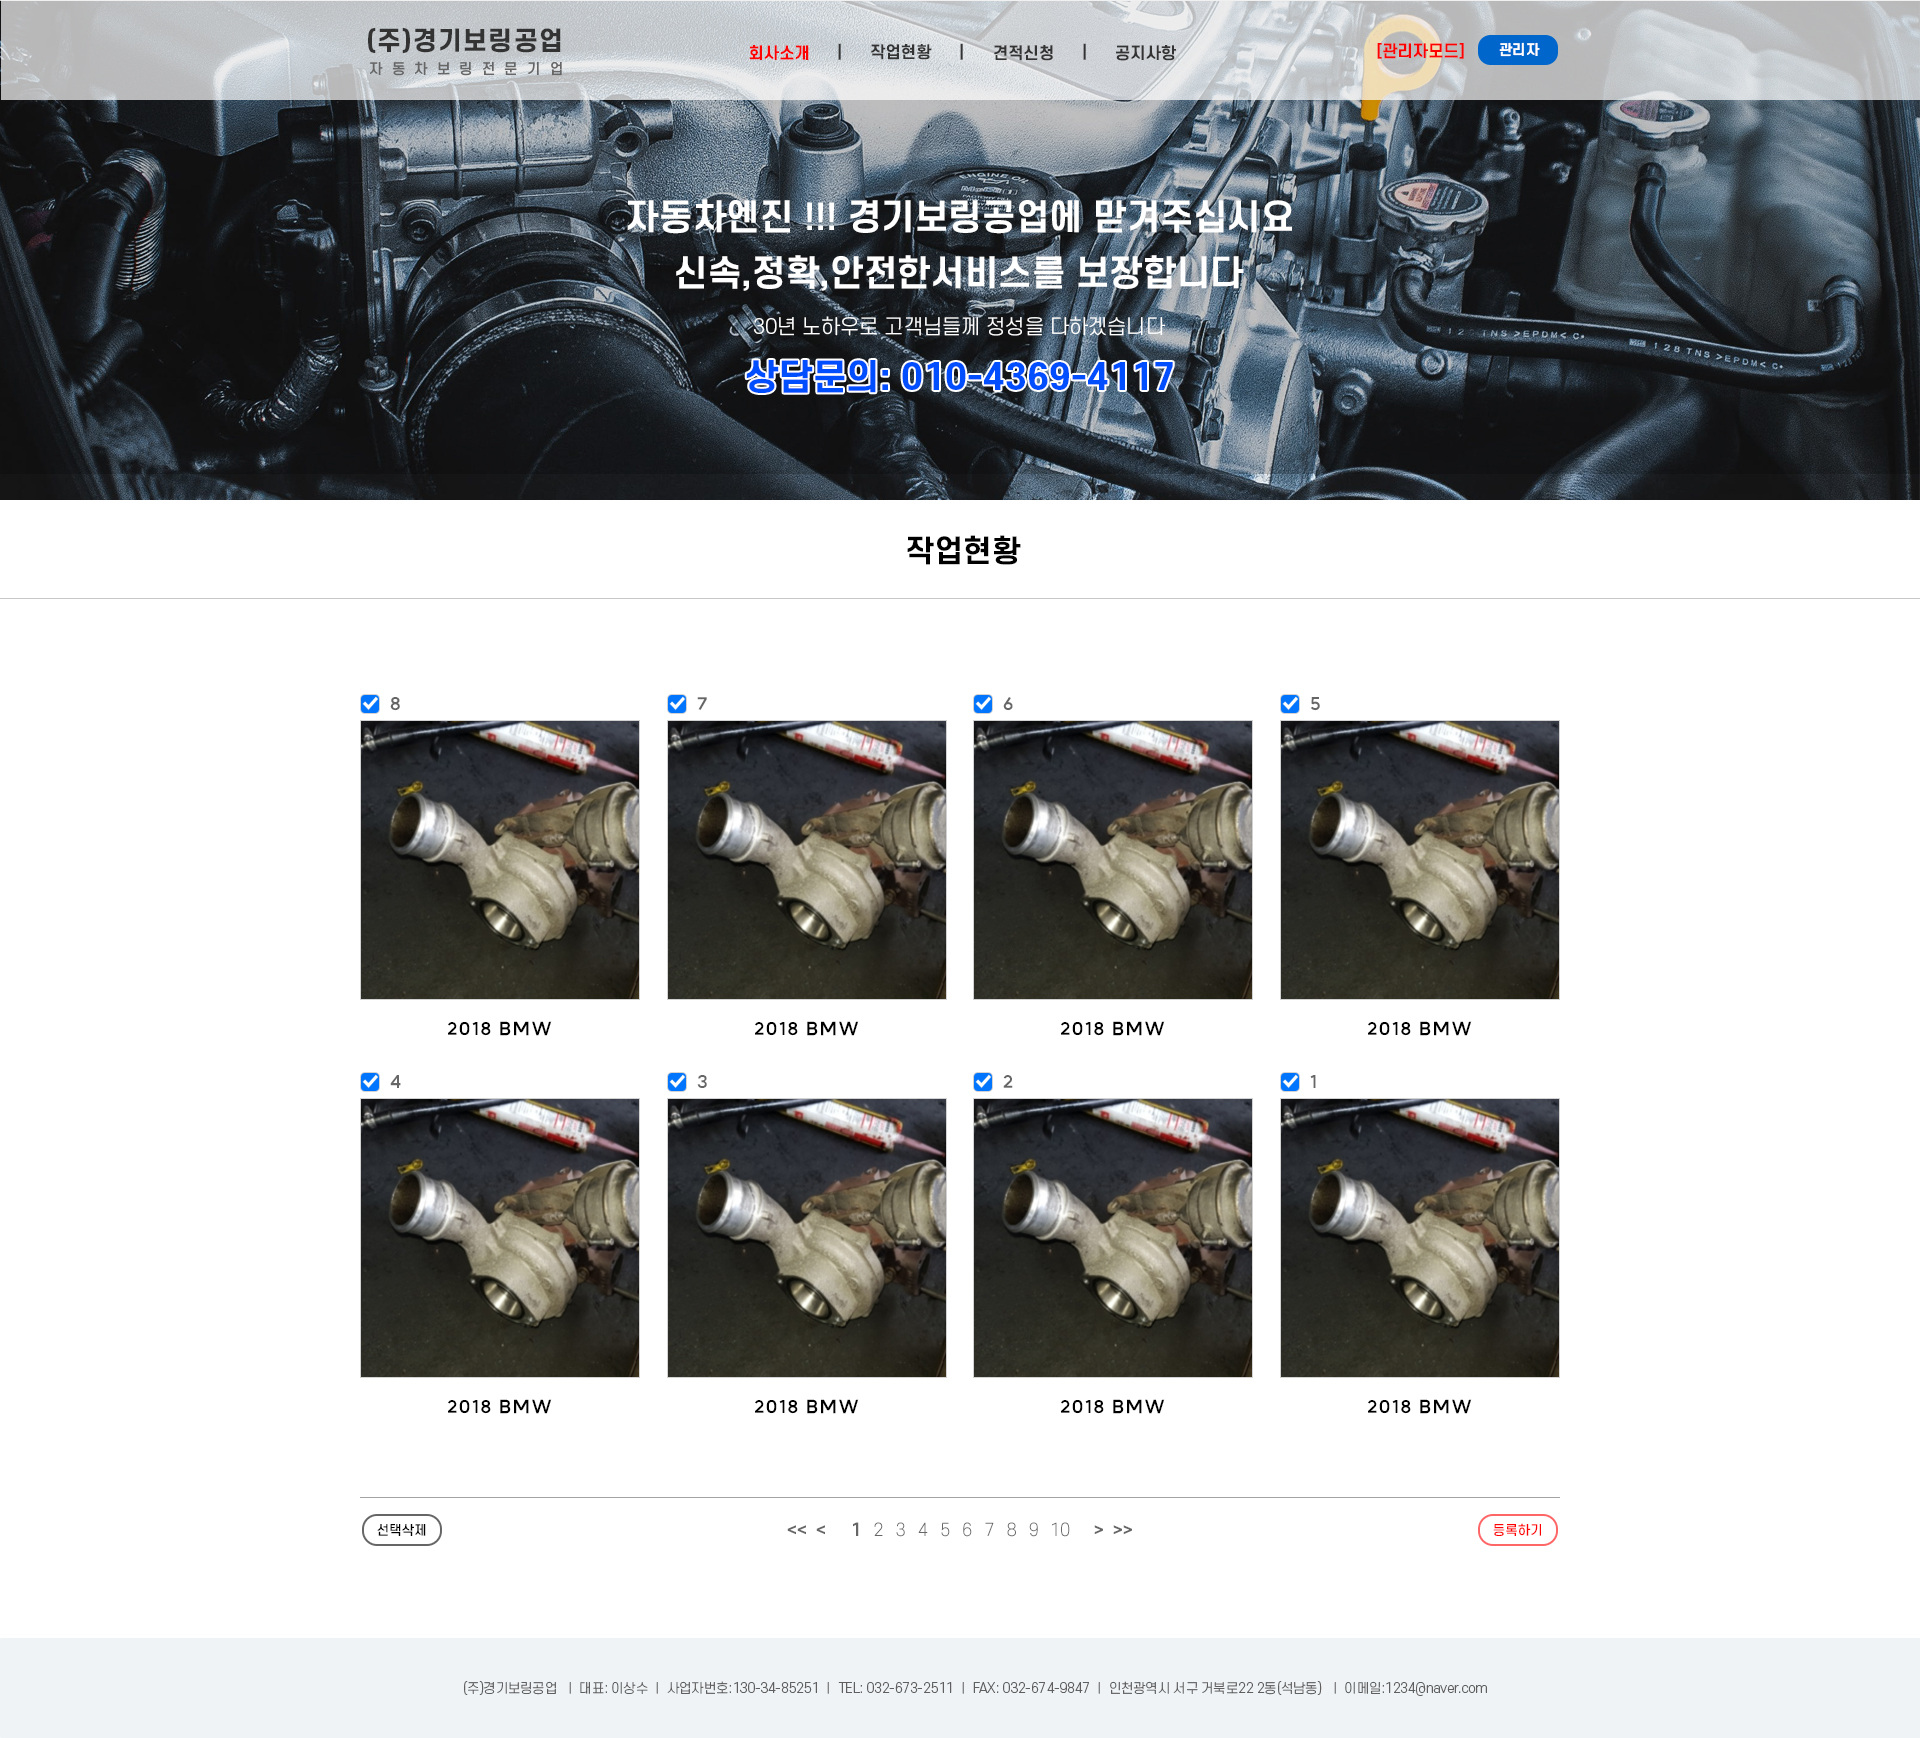 (주)경기보링공업
자동차보링전문기업
회사소개 | 작업현황 | 견적신청 | 공지사항
[관리자모드] 관리자
ENGINE OIL
자동차엔진 !!! 경기보링공업에 맡겨주십시요
신속,정확,안전한서비스를 보장합니다
30년 노하우로 고객님들께 정성을 다하겠습니다
128 TNS >EPDM< C*
128 TNS >EPDM< C*
상담문의: 010-4369-4117
작업현황
8 7 6 5
2018 BMW 2018 BMW 2018 BMW 2018 BMW
4 3 2 1
2018 BMW 2018 BMW 2018 BMW 2018 BMW
선택삭제 << < 1 2 3 4 5 6 7 8 9 10 > >> 등록하기
(주)경기보링공업 | 대표: 이상수 | 사업자번호:130-34-85251 | TEL: 032-673-2511 | FAX: 032-674-9847 | 인천광역시 서구 거북로22 2동(석남동) | 이메일:1234@naver.com